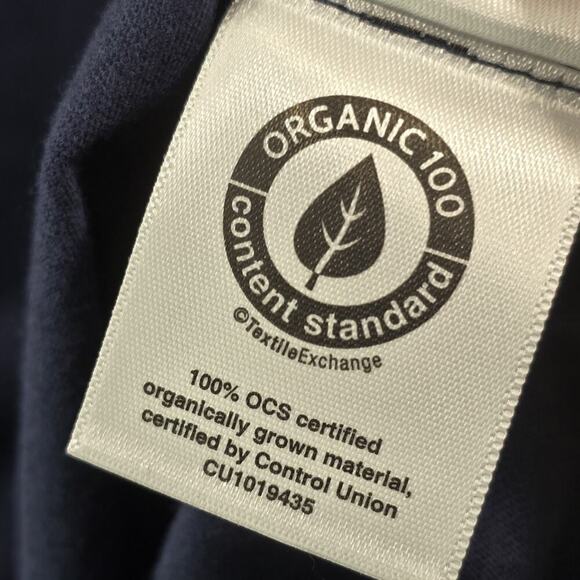 ORGANIC 100
content standard
©TextileExchange
100% OCS certified
organically grown material,
certified by Control Union
CU1019435